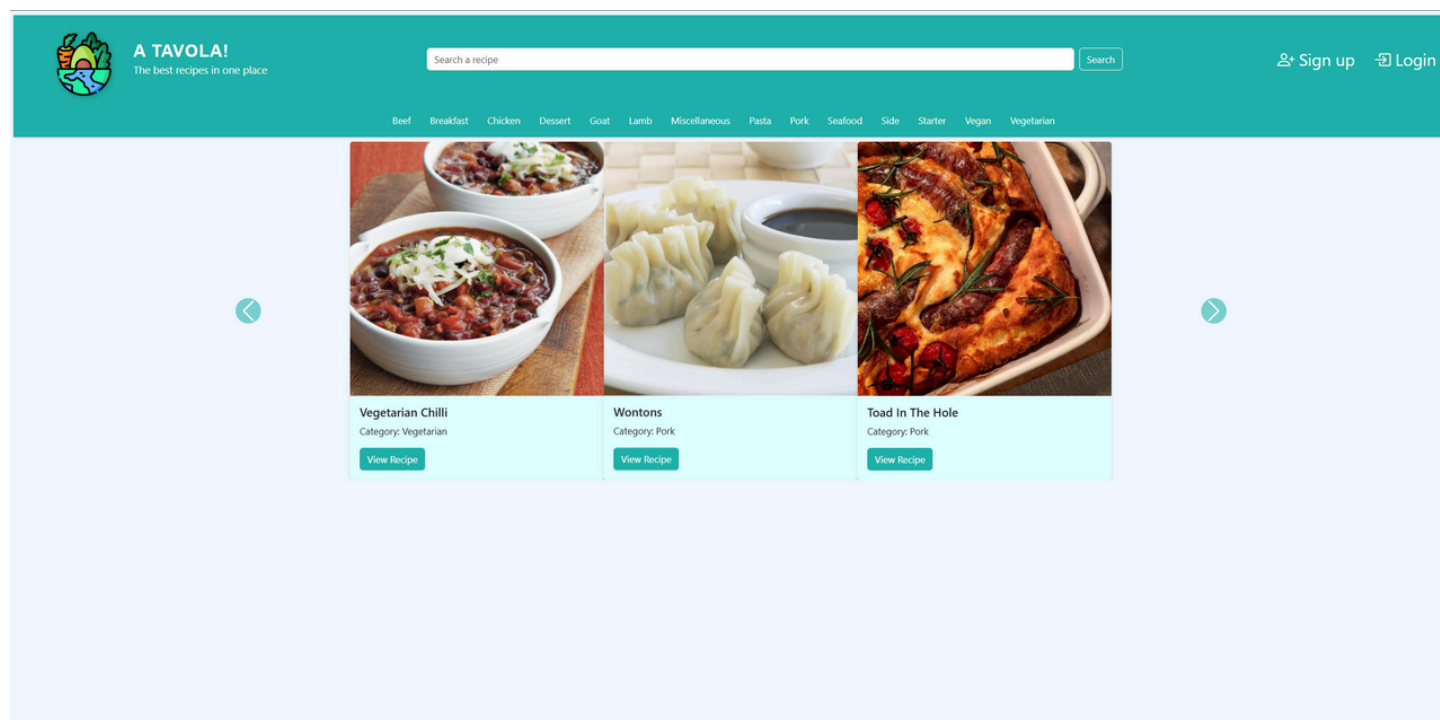 A TAVOLA!
The best recipes in one place
Search a recipe
Search
Sign up
Login
Beef Breakfast Chicken Dessert Goat Lamb Miscellaneous Pasta Pork Seafood Side Starter Vegan Vegetarian
Vegetarian Chilli
Category: Vegetarian
View Recipe
Wontons
Category: Pork
View Recipe
Toad In The Hole
Category: Pork
View Recipe